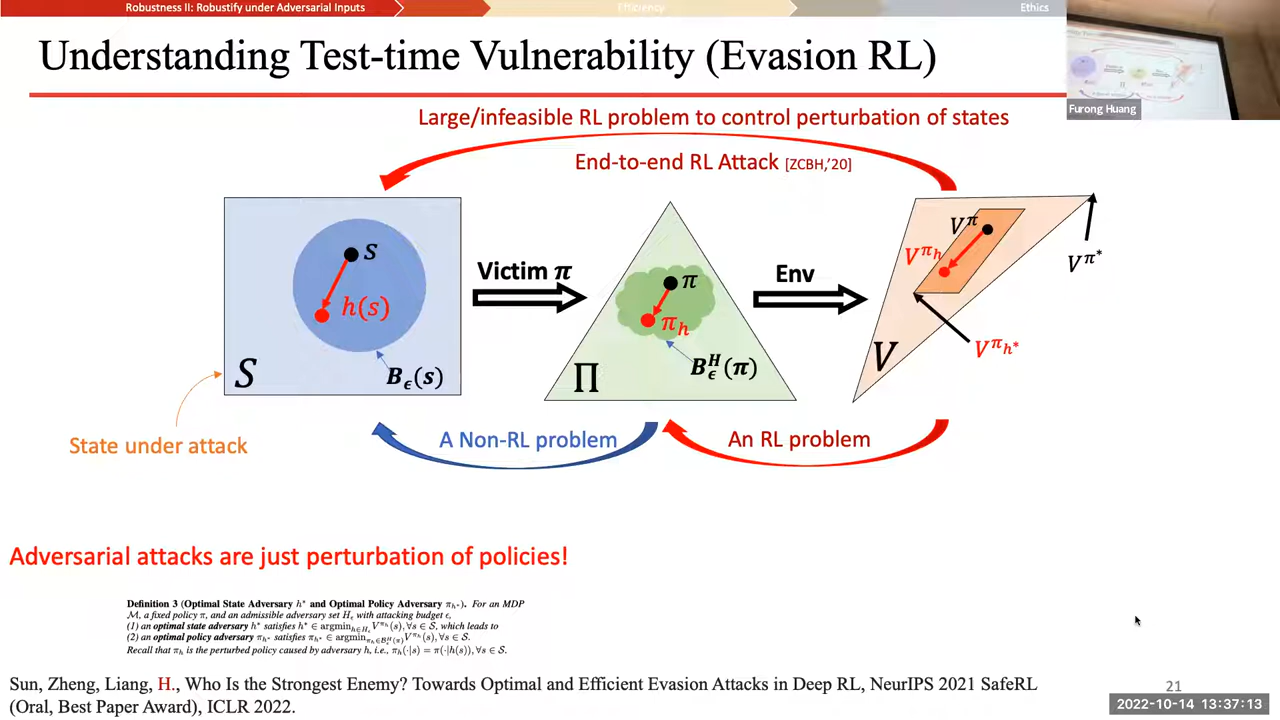 Robustness II: Robustify under Adversarial Inputs
Efficiency
Ethics
Understanding Test-time Vulnerability (Evasion RL)
Furong Huang
Large/infeasible RL problem to control perturbation of states
End-to-end RL Attack [ZCBH,'20]
s
h(s)
S
B_ϵ(s)
State under attack
Victim π
π
π_h
Π
B_ϵ^H(π)
Env
V^π
V^{π_h}
V^{π*}
V^{π_{h*}}
V
A Non-RL problem
An RL problem
Adversarial attacks are just perturbation of policies!
Definition 3 (Optimal State Adversary h* and Optimal Policy Adversary π_{h*}). For an MDP
M, a fixed policy π, and an admissible adversary set H_ϵ with attacking budget ϵ,
(1) an optimal state adversary h* satisfies h* ∈ argmin_{h∈H_ϵ} V^{π_h}(s), ∀s ∈ S, which leads to
(2) an optimal policy adversary π_{h*} satisfies π_{h*} ∈ argmin_{π_h∈B_ϵ^H(π)} V^{π_h}(s), ∀s ∈ S.
Recall that π_h is the perturbed policy caused by adversary h, i.e., π_h(·|s) = π(·|h(s)), ∀s ∈ S.
Sun, Zheng, Liang, H., Who Is the Strongest Enemy? Towards Optimal and Efficient Evasion Attacks in Deep RL, NeurIPS 2021 SafeRL
(Oral, Best Paper Award), ICLR 2022.
21
2022-10-14 13:37:13